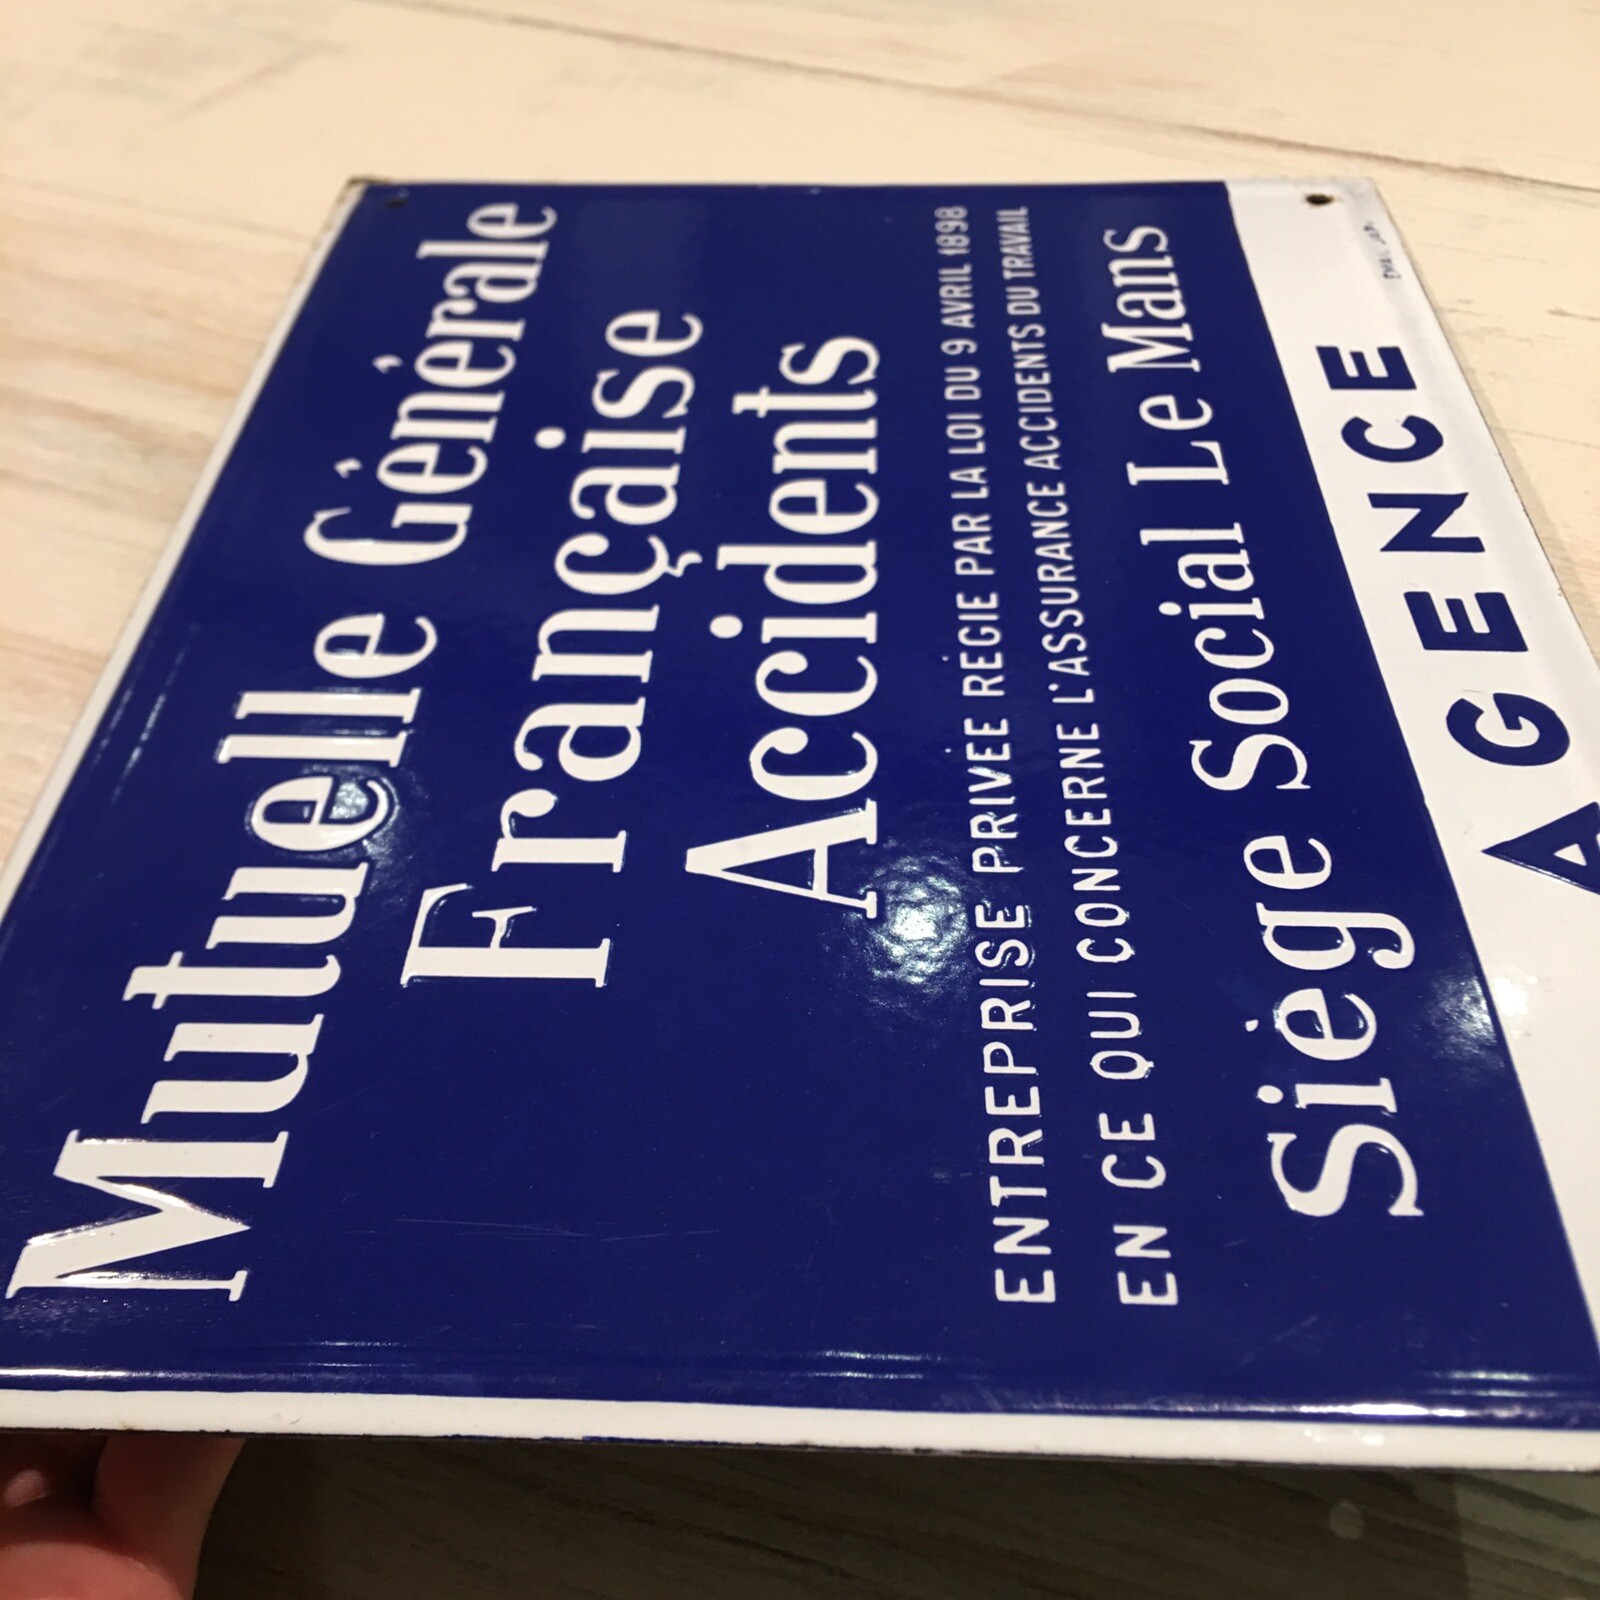 Mutuelle Générale
Française
Accidents
ENTREPRISE PRIVÉE RÉGIE PAR LA LOI DU 9 AVRIL 1898
EN CE QUI CONCERNE L'ASSURANCE ACCIDENTS DU TRAVAIL
Siège Social Le Mans
AGENCE